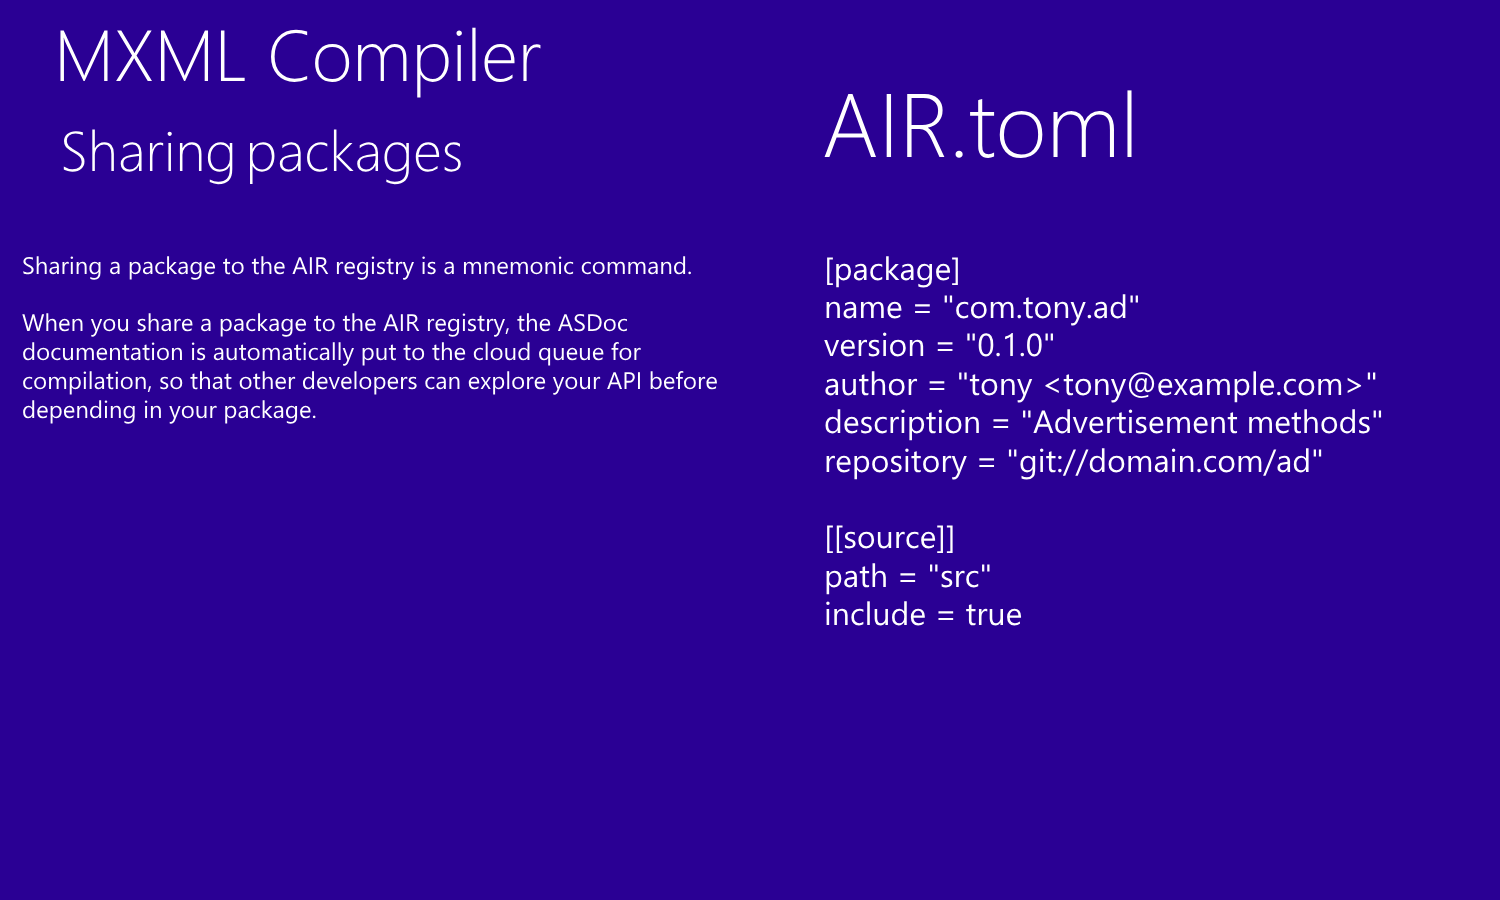 MXML Compiler
Sharing packages
Sharing a package to the AIR registry is a mnemonic command.
When you share a package to the AIR registry, the ASDoc
documentation is automatically put to the cloud queue for
compilation, so that other developers can explore your API before
depending in your package.
AIR.toml
[package]
name = "com.tony.ad"
version = "0.1.0"
author = "tony <tony@example.com>"
description = "Advertisement methods"
repository = "git://domain.com/ad"
[[source]]
path = "src"
include = true